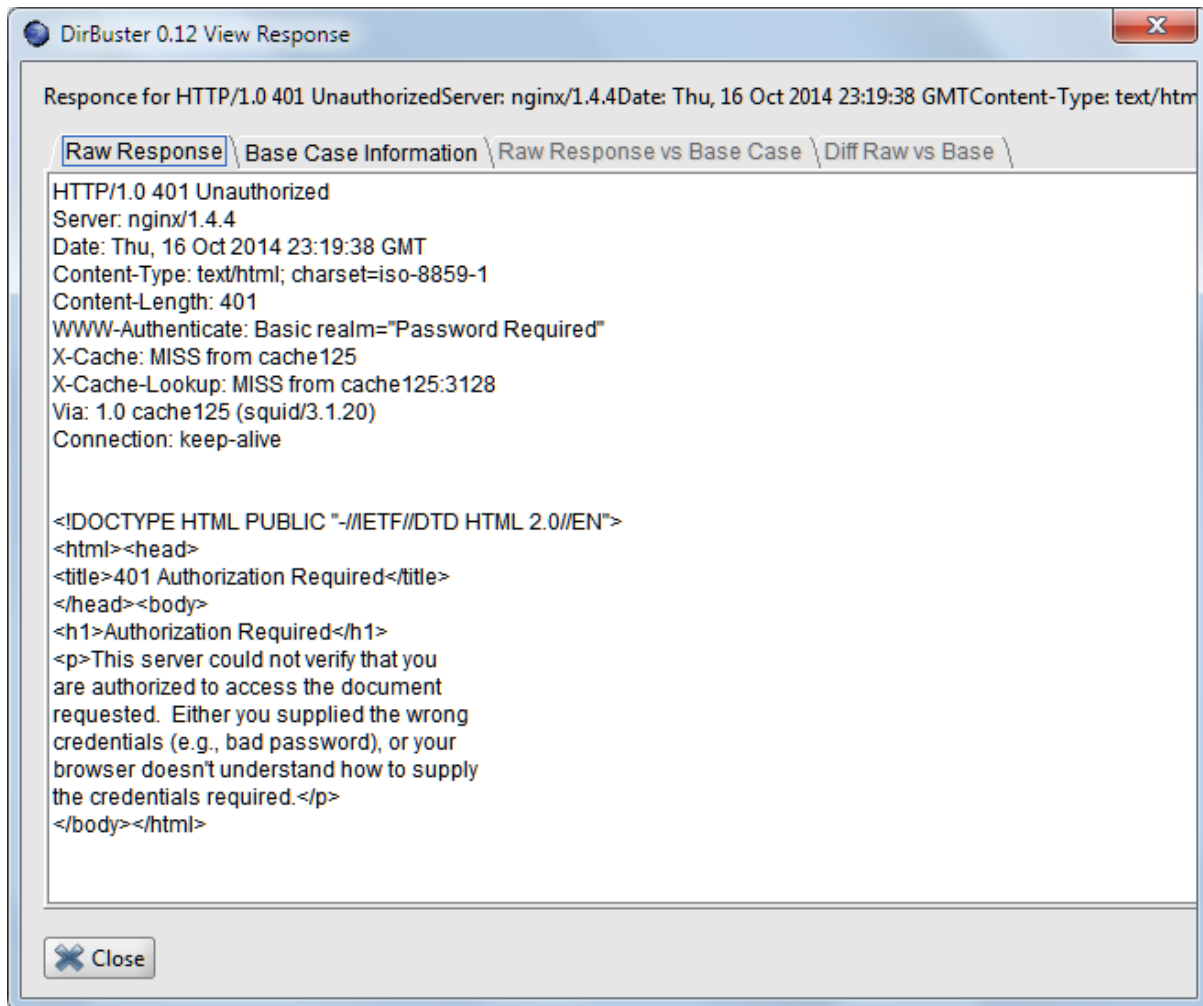 DirBuster 0.12 View Response
Responce for HTTP/1.0 401 UnauthorizedServer: nginx/1.4.4Date: Thu, 16 Oct 2014 23:19:38 GMTContent-Type: text/htm
Raw Response Base Case Information Raw Response vs Base Case Diff Raw vs Base
HTTP/1.0 401 Unauthorized
Server: nginx/1.4.4
Date: Thu, 16 Oct 2014 23:19:38 GMT
Content-Type: text/html; charset=iso-8859-1
Content-Length: 401
WWW-Authenticate: Basic realm="Password Required"
X-Cache: MISS from cache125
X-Cache-Lookup: MISS from cache125:3128
Via: 1.0 cache125 (squid/3.1.20)
Connection: keep-alive
<!DOCTYPE HTML PUBLIC "-//IETF//DTD HTML 2.0//EN">
<html><head>
<title>401 Authorization Required</title>
</head><body>
<h1>Authorization Required</h1>
<p>This server could not verify that you
are authorized to access the document
requested.  Either you supplied the wrong
credentials (e.g., bad password), or your
browser doesn't understand how to supply
the credentials required.</p>
</body></html>
Close